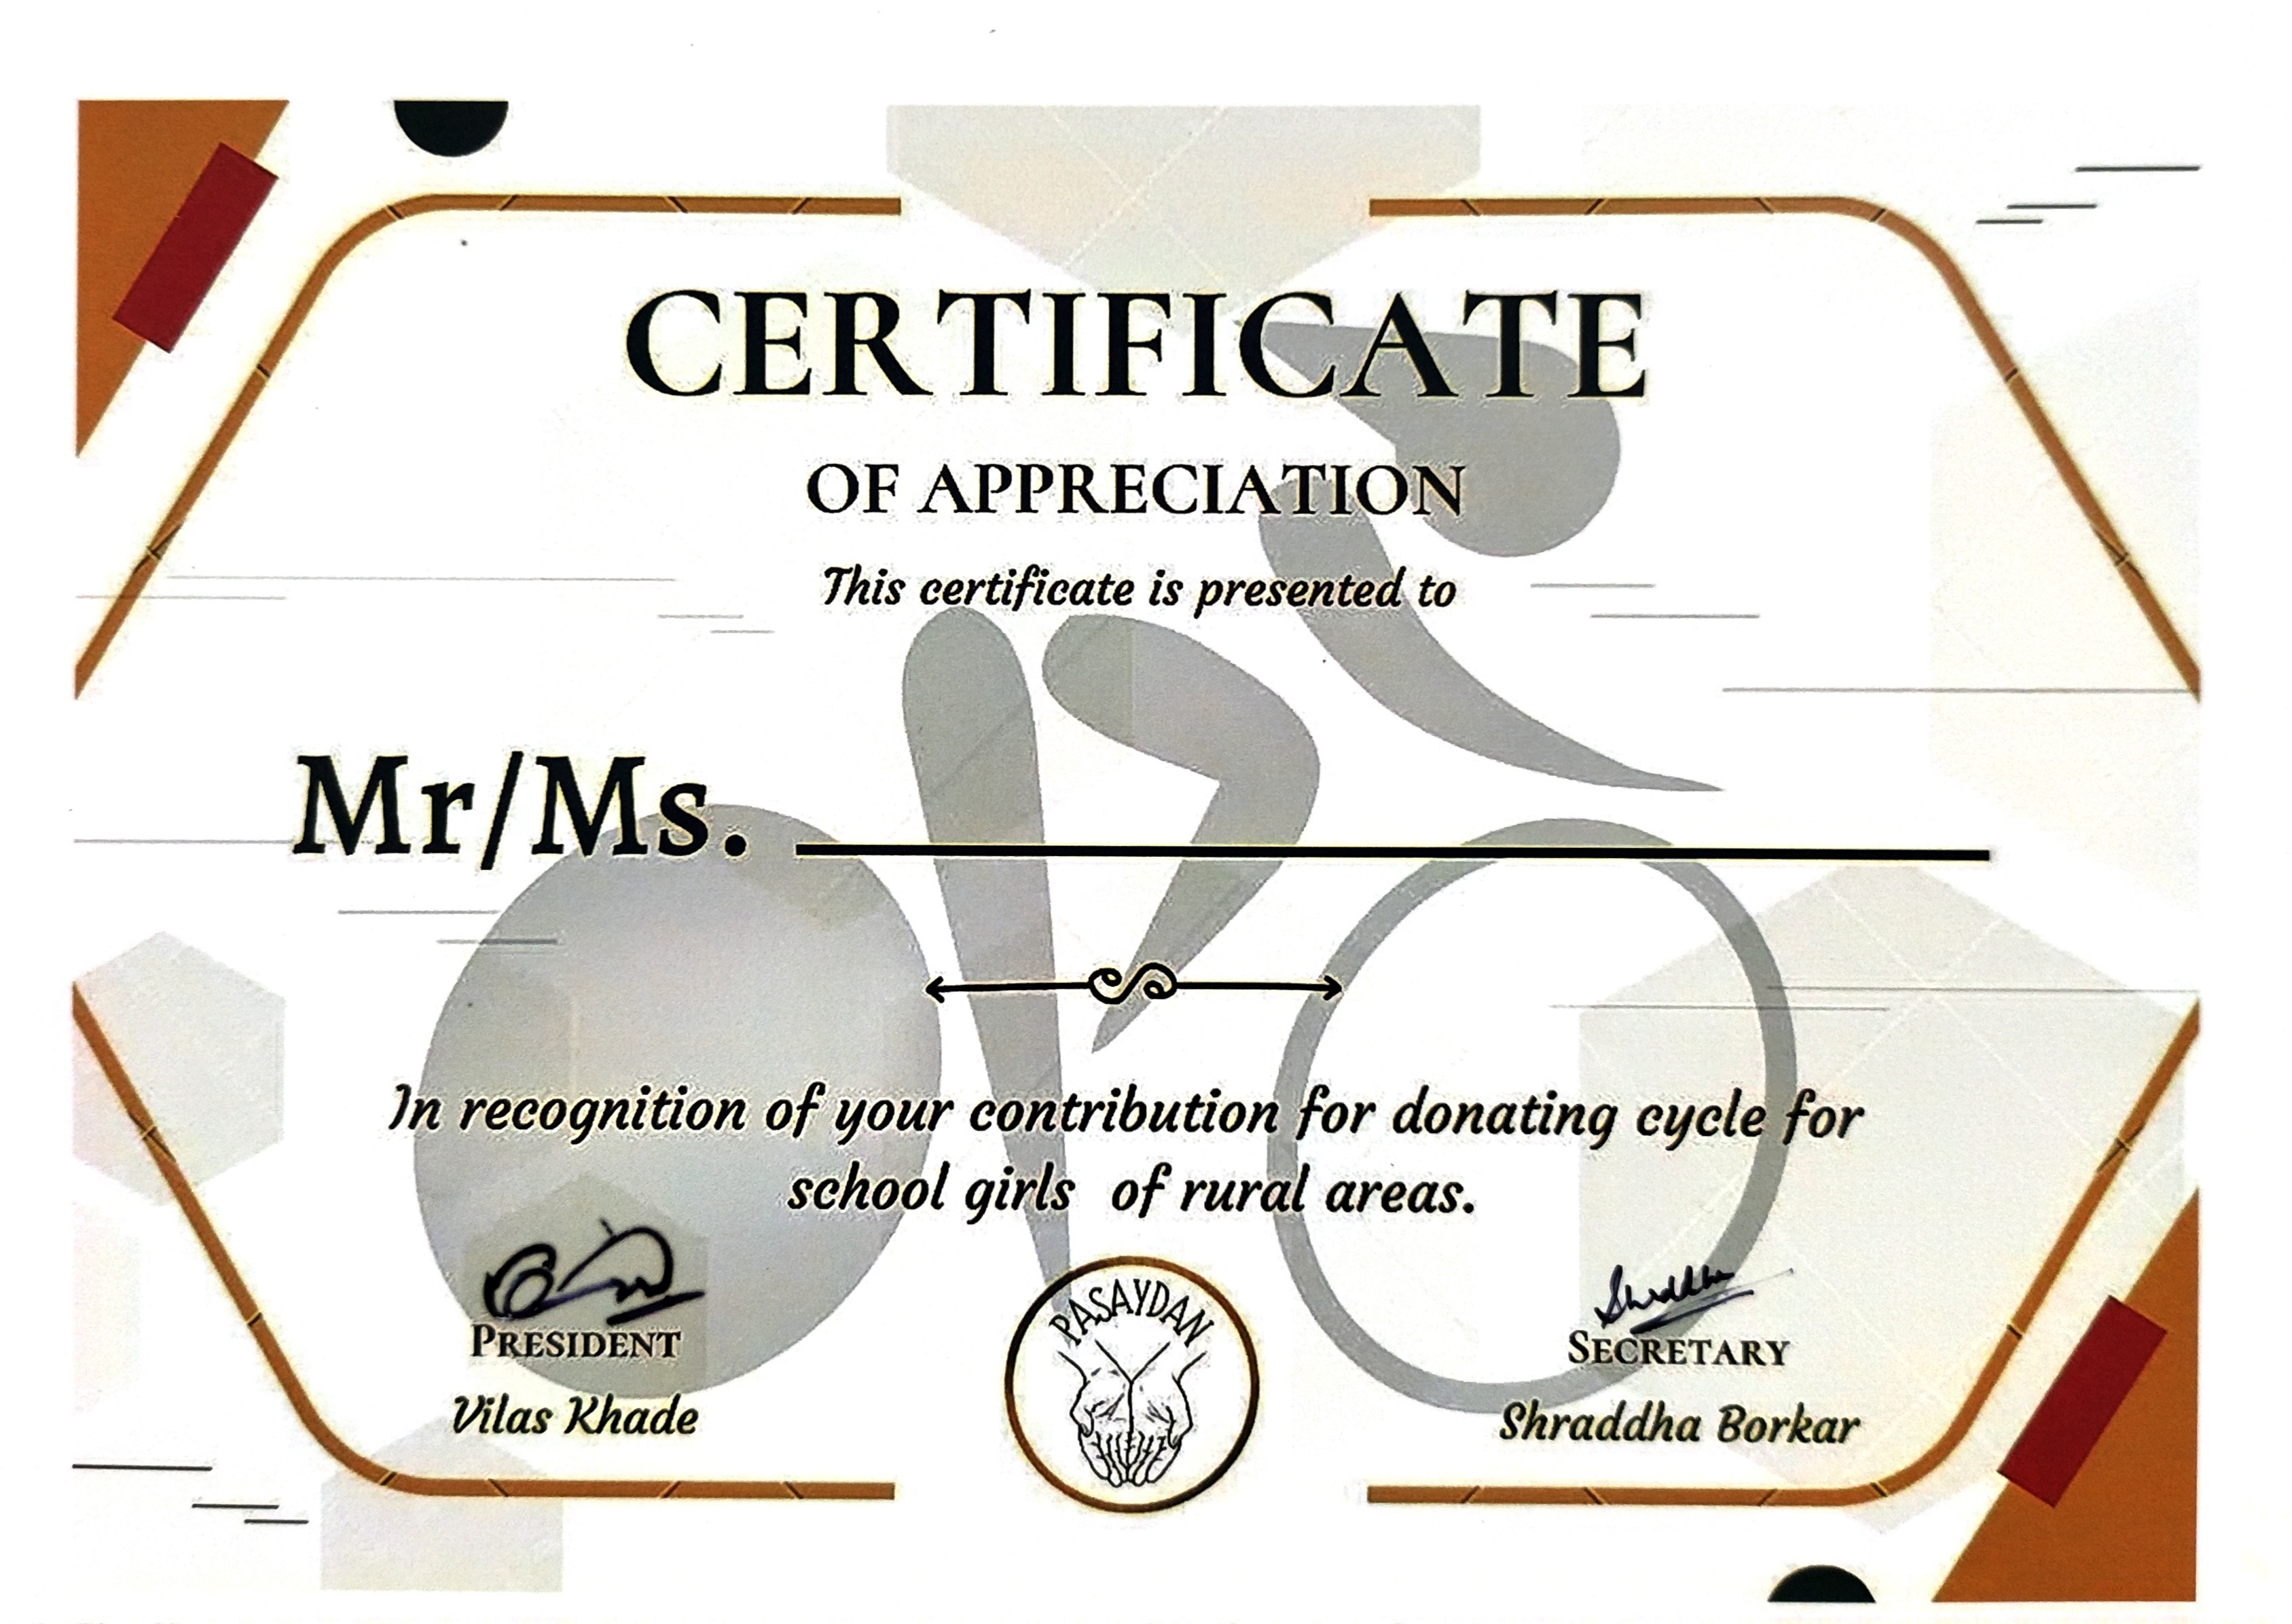 CERTIFICATE
OF APPRECIATION
This certificate is presented to
Mr/Ms.
In recognition of your contribution for donating cycle for
school girls of rural areas.
Shraddha
PRESIDENT
PASAYDAN
SECRETARY
Vilas Khade
Shraddha Borkar